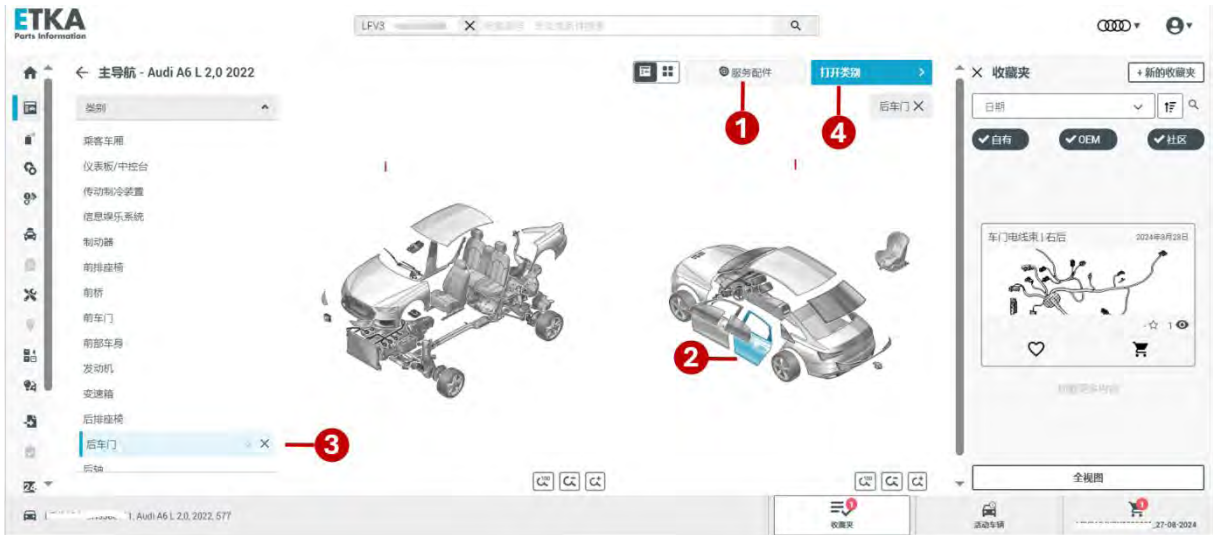 ETKA
Parts Information
LFV3
主导航 - Audi A6 L 2,0 2022
服务配件
打开类别
后车门
收藏夹
+新的收藏夹
类别
日期
自有
OEM
社区
乘客车厢
仪表板/中控台
传动制冷装置
信息娱乐系统
制动器
前排座椅
前桥
前车门
前部车身
发动机
变速箱
后排座椅
后车门
后轴
1
2
3
4
车门电线束 | 右后
2024年8月28日
1
全视图
Audi A6 L 2,0, 2022, 577
收藏夹
1
活动车辆
1
27-08-2024